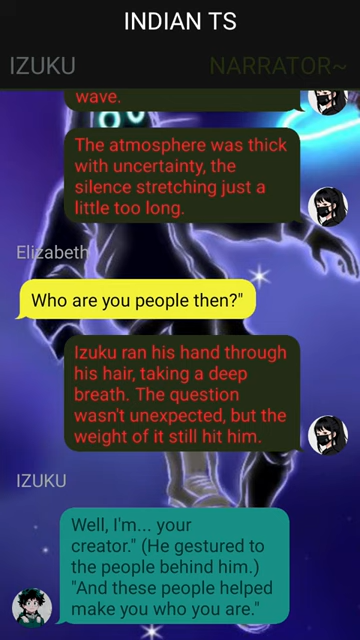 INDIAN TS
IZUKU
NARRATOR~
wave.
The atmosphere was thick
with uncertainty, the
silence stretching just a
little too long.
Elizabeth
Who are you people then?"
Izuku ran his hand through
his hair, taking a deep
breath. The question
wasn't unexpected, but the
weight of it still hit him.
IZUKU
Well, I'm... your
creator." (He gestured to
the people behind him.)
"And these people helped
make you who you are."